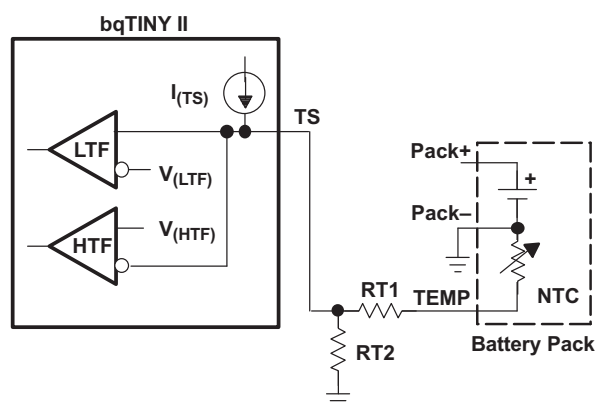 bqTINY II
I(TS)
TS
LTF
V(LTF)
HTF
V(HTF)
Pack+
+
Pack–
RT1
TEMP
NTC
RT2
Battery Pack